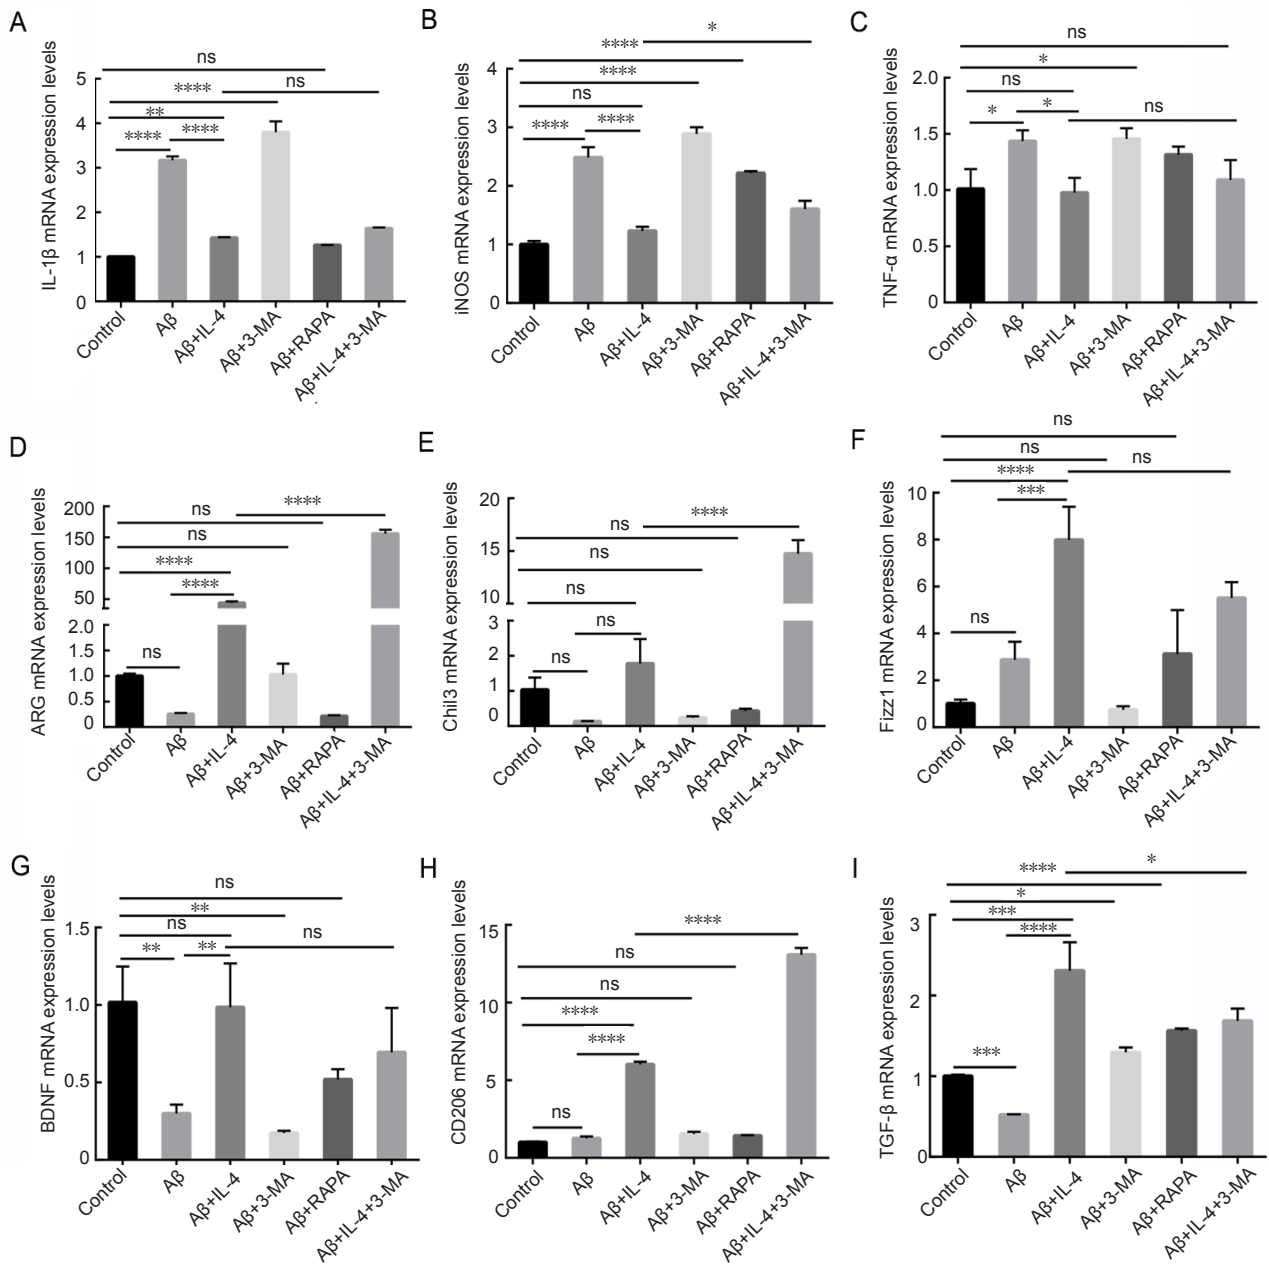 A
IL-1β mRNA expression levels
ns
**** ns
**
**** ****
5
4
3
2
1
0
Control
Aβ
Aβ+IL-4
Aβ+3-MA
Aβ+RAPA
Aβ+IL-4+3-MA
B
iNOS mRNA expression levels
*
****
****
ns
**** ****
4
3
2
1
0
Control
Aβ
Aβ+IL-4
Aβ+3-MA
Aβ+RAPA
Aβ+IL-4+3-MA
C
TNF-α mRNA expression levels
ns
*
ns
* * ns
2.0
1.5
1.0
0.5
0
Control
Aβ
Aβ+IL-4
Aβ+3-MA
Aβ+RAPA
Aβ+IL-4+3-MA
D
ARG mRNA expression levels
****
ns
ns
****
****
ns
200
150
100
50
2.0
1.5
1.0
0.5
0
Control
Aβ
Aβ+IL-4
Aβ+3-MA
Aβ+RAPA
Aβ+IL-4+3-MA
E
Chil3 mRNA expression levels
****
ns
ns
ns
ns
ns
20
15
10
3
2
1
0
Control
Aβ
Aβ+IL-4
Aβ+3-MA
Aβ+RAPA
Aβ+IL-4+3-MA
F
Fizz1 mRNA expression levels
ns
ns
**** ns
***
ns
10
8
6
4
2
0
Control
Aβ
Aβ+IL-4
Aβ+3-MA
Aβ+RAPA
Aβ+IL-4+3-MA
G
BDNF mRNA expression levels
ns
**
ns ns
** **
1.5
1.0
0.5
0
Control
Aβ
Aβ+IL-4
Aβ+3-MA
Aβ+RAPA
Aβ+IL-4+3-MA
H
CD206 mRNA expression levels
****
ns
ns
****
****
ns
15
10
5
0
Control
Aβ
Aβ+IL-4
Aβ+3-MA
Aβ+RAPA
Aβ+IL-4+3-MA
I
TGF-β mRNA expression levels
*
****
*
***
****
***
3
2
1
0
Control
Aβ
Aβ+IL-4
Aβ+3-MA
Aβ+RAPA
Aβ+IL-4+3-MA